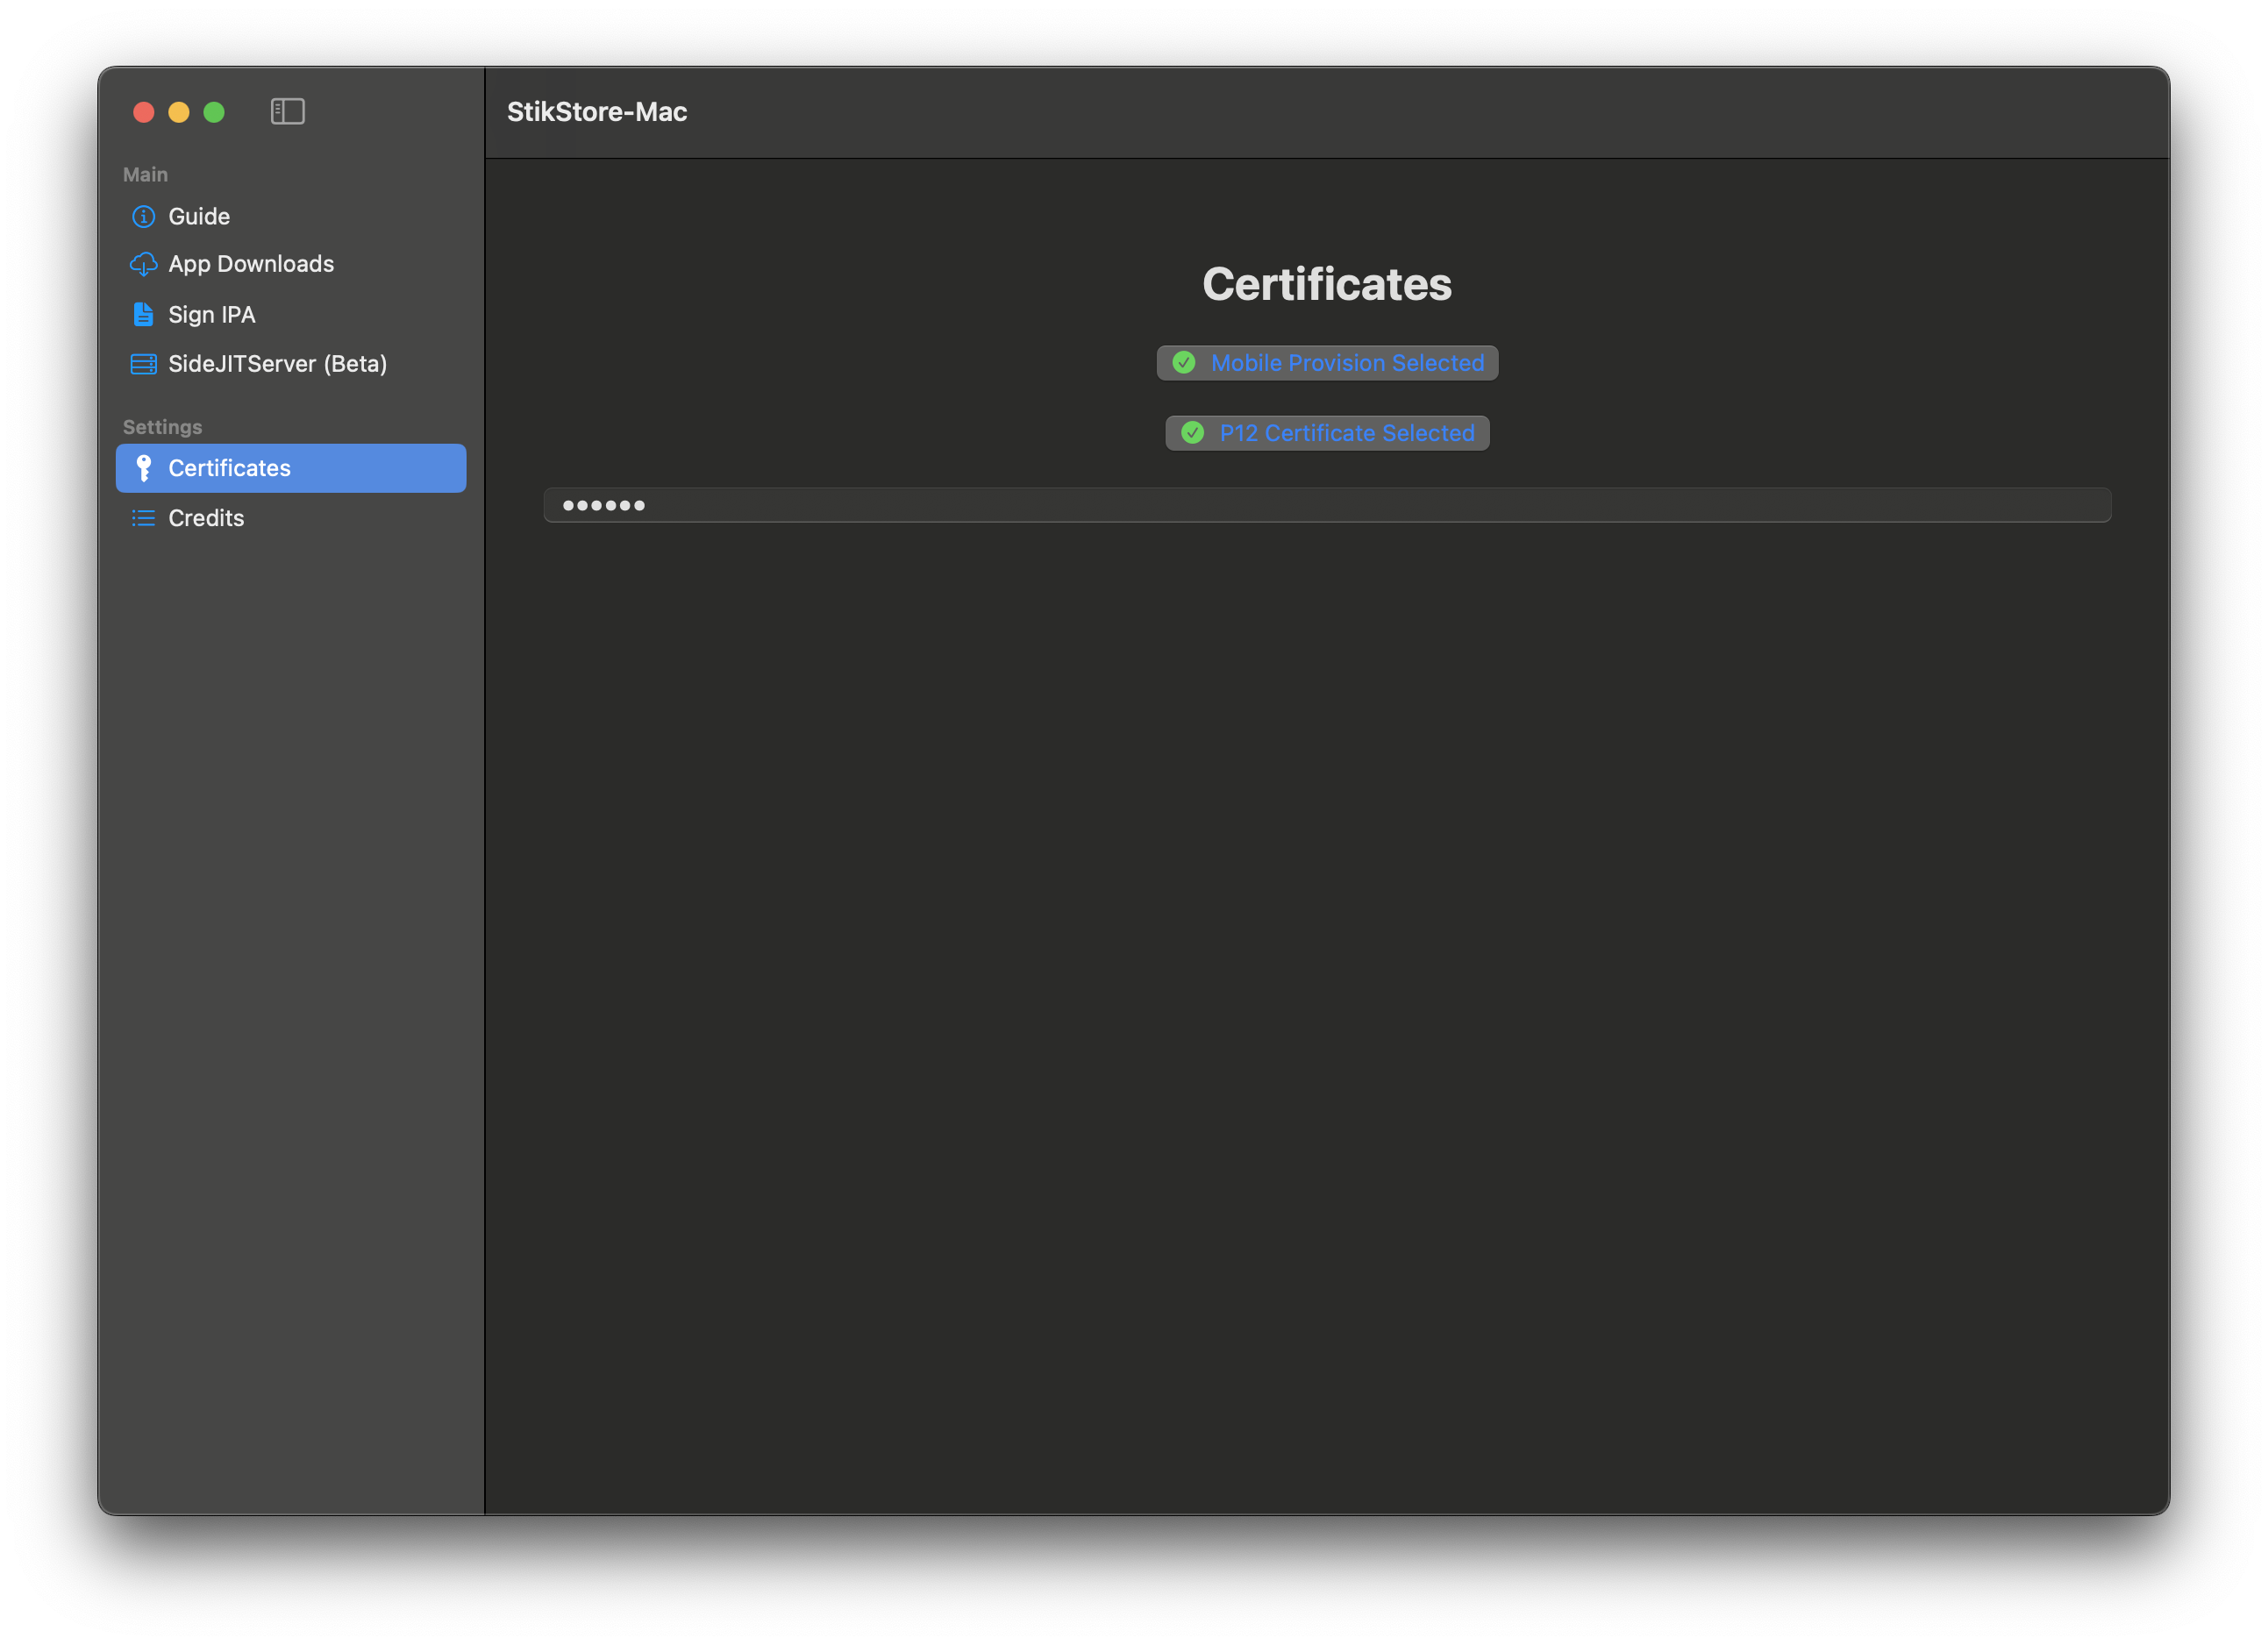 StikStore-Mac
Main
Guide
App Downloads
Sign IPA
SideJITServer (Beta)
Settings
Certificates
Credits
Certificates
Mobile Provision Selected
P12 Certificate Selected
••••••